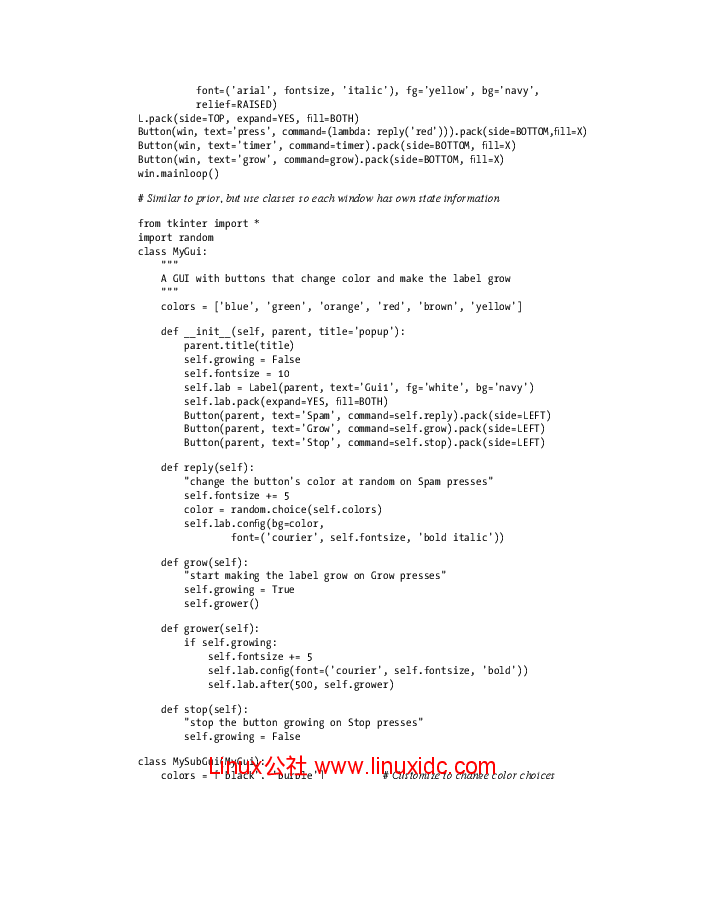 font=('arial', fontsize, 'italic'), fg='yellow', bg='navy',
relief=RAISED)
L.pack(side=TOP, expand=YES, fill=BOTH)
Button(win, text='press', command=(lambda: reply('red'))).pack(side=BOTTOM,fill=X)
Button(win, text='timer', command=timer).pack(side=BOTTOM, fill=X)
Button(win, text='grow', command=grow).pack(side=BOTTOM, fill=X)
win.mainloop()
# Similar to prior, but use classes so each window has own state information
from tkinter import *
import random
class MyGui:
"""
A GUI with buttons that change color and make the label grow
"""
colors = ['blue', 'green', 'orange', 'red', 'brown', 'yellow']
def __init__(self, parent, title='popup'):
parent.title(title)
self.growing = False
self.fontsize = 10
self.lab = Label(parent, text='Gui1', fg='white', bg='navy')
self.lab.pack(expand=YES, fill=BOTH)
Button(parent, text='Spam', command=self.reply).pack(side=LEFT)
Button(parent, text='Grow', command=self.grow).pack(side=LEFT)
Button(parent, text='Stop', command=self.stop).pack(side=LEFT)
def reply(self):
"change the button's color at random on Spam presses"
self.fontsize += 5
color = random.choice(self.colors)
self.lab.config(bg=color,
font=('courier', self.fontsize, 'bold italic'))
def grow(self):
"start making the label grow on Grow presses"
self.growing = True
self.grower()
def grower(self):
if self.growing:
self.fontsize += 5
self.lab.config(font=('courier', self.fontsize, 'bold'))
self.lab.after(500, self.grower)
def stop(self):
"stop the button growing on Stop presses"
self.growing = False
class MySubGui(MyGui):
Linux公社 www.linuxidc.com
colors = ['black', 'purple'] # Customize to change color choices